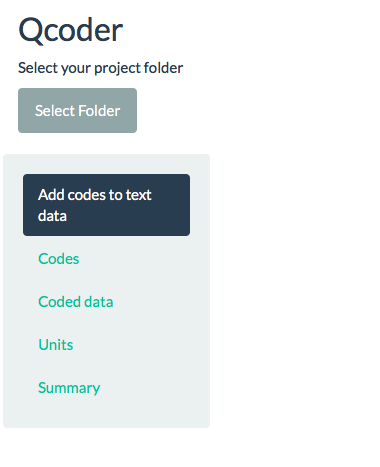 Qcoder
Select your project folder
Select Folder
Add codes to text
data
Codes
Coded data
Units
Summary